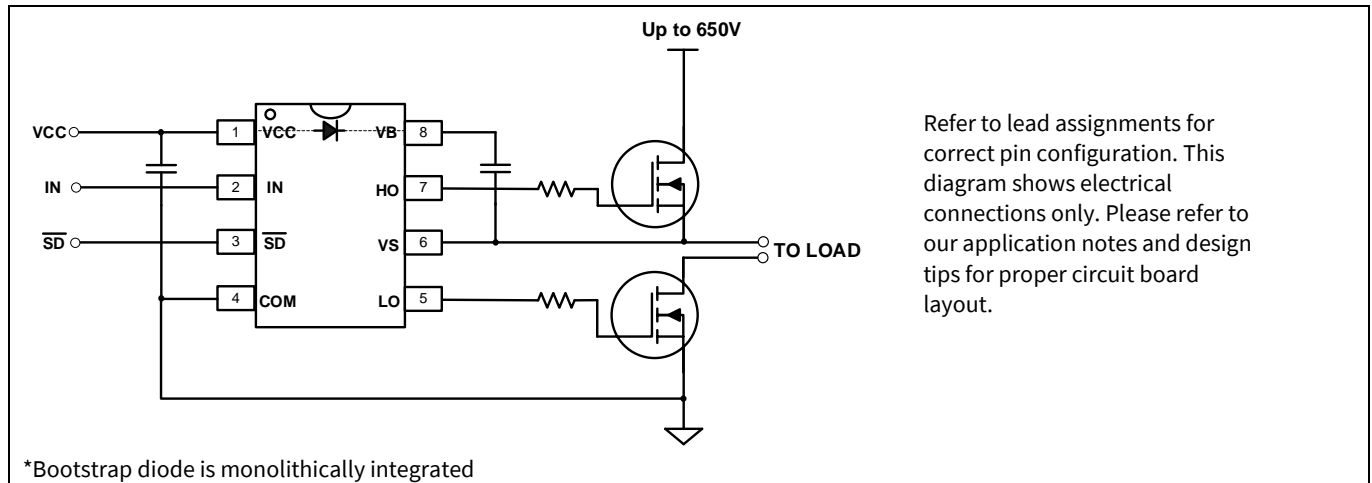 Up to 650V
VCC
IN
SD
1
2
3
4
VCC
IN
SD
COM
VB
HO
VS
LO
8
7
6
5
TO LOAD
Refer to lead assignments for
correct pin configuration. This
diagram shows electrical
connections only. Please refer to
our application notes and design
tips for proper circuit board
layout.
*Bootstrap diode is monolithically integrated